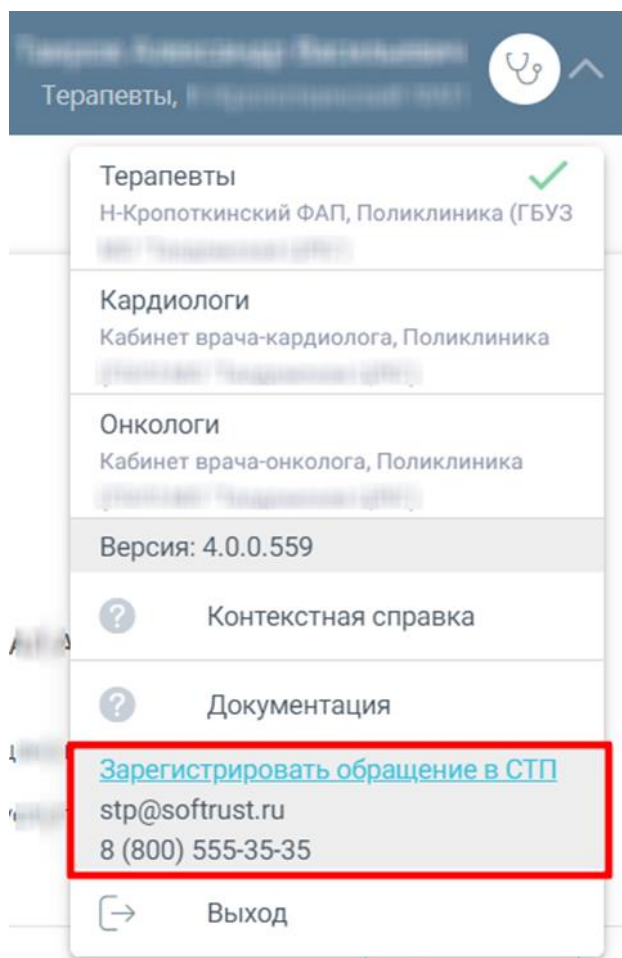 Терапевты,
Терапевты
Н-Кропоткинский ФАП, Поликлиника (ГБУЗ
Кардиологи
Кабинет врача-кардиолога, Поликлиника
Онкологи
Кабинет врача-онколога, Поликлиника
Версия: 4.0.0.559
Контекстная справка
Документация
Зарегистрировать обращение в СТП
stp@softrust.ru
8 (800) 555-35-35
Выход